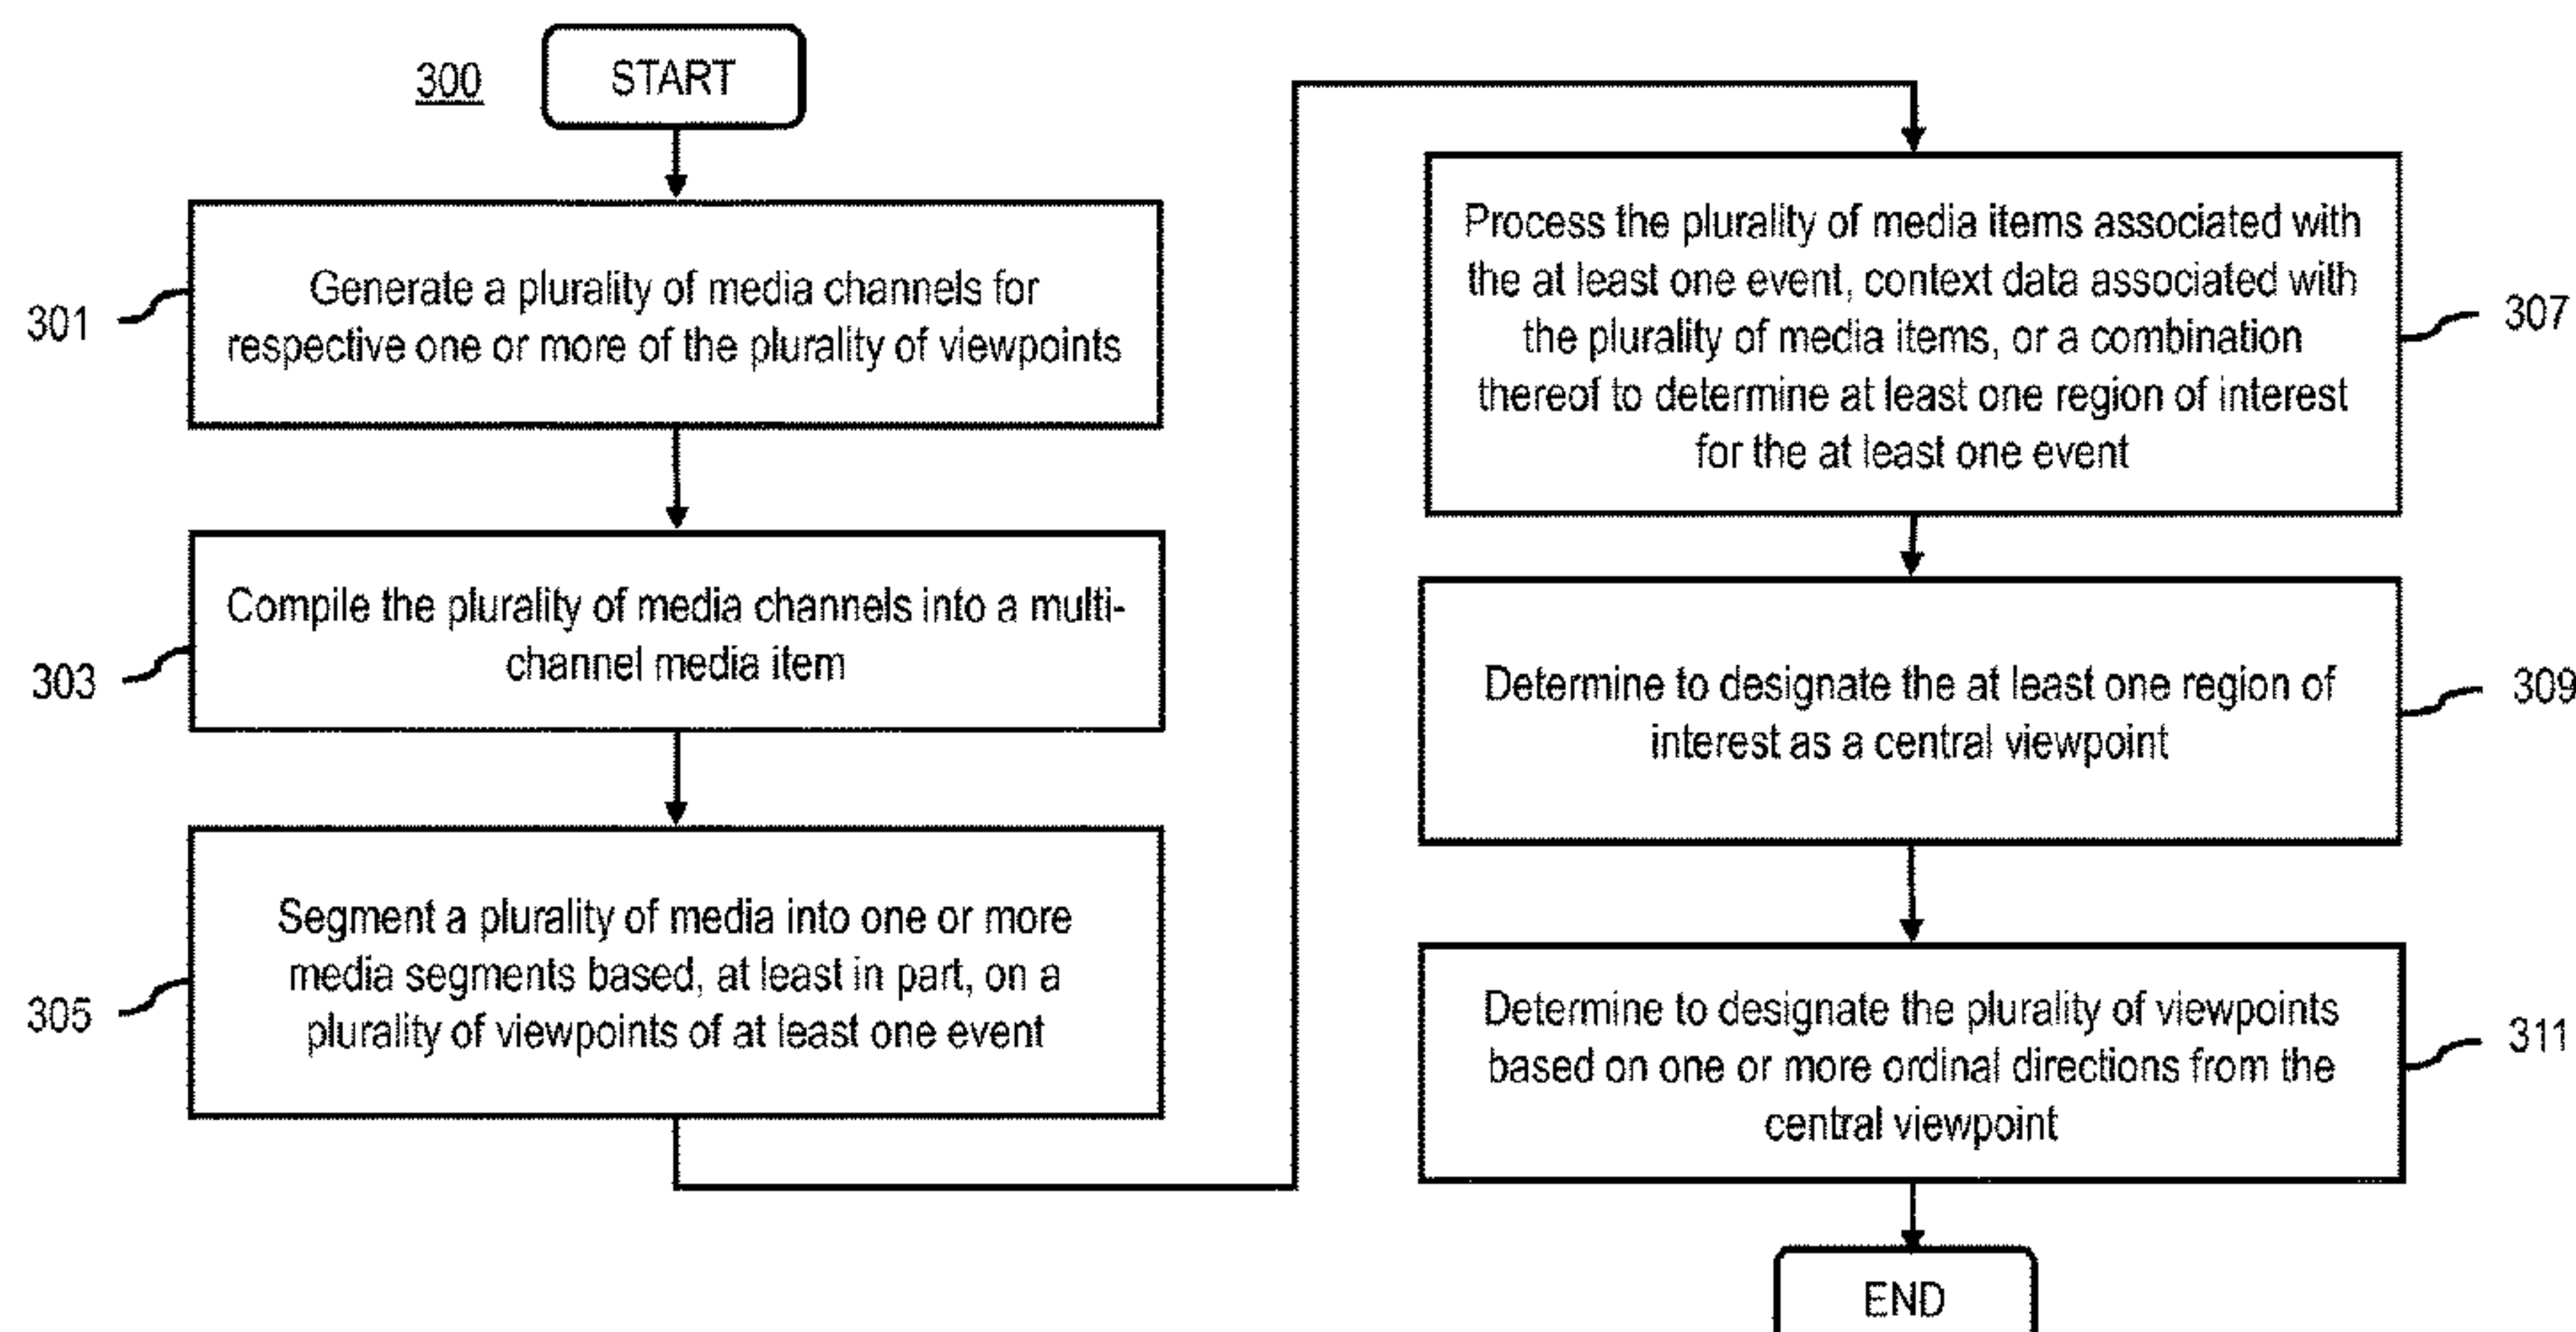 300
START
301
Generate a plurality of media channels for
respective one or more of the plurality of viewpoints
303
Compile the plurality of media channels into a multi-
channel media item
305
Segment a plurality of media into one or more
media segments based, at least in part, on a
plurality of viewpoints of at least one event
307
Process the plurality of media items associated with
the at least one event, context data associated with
the plurality of media items, or a combination
thereof to determine at least one region of interest
for the at least one event
309
Determine to designate the at least one region of
interest as a central viewpoint
311
Determine to designate the plurality of viewpoints
based on one or more ordinal directions from the
central viewpoint
END